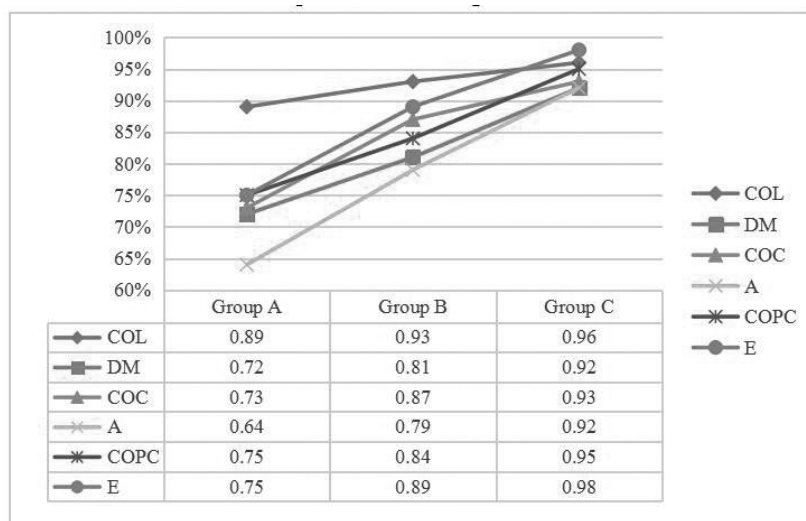 100%
95%
90%
85%
80%
75%
70%
65%
60%
Group A Group B Group C
COL 0.89 0.93 0.96
DM 0.72 0.81 0.92
COC 0.73 0.87 0.93
A 0.64 0.79 0.92
COPC 0.75 0.84 0.95
E 0.75 0.89 0.98
COL
DM
COC
A
COPC
E